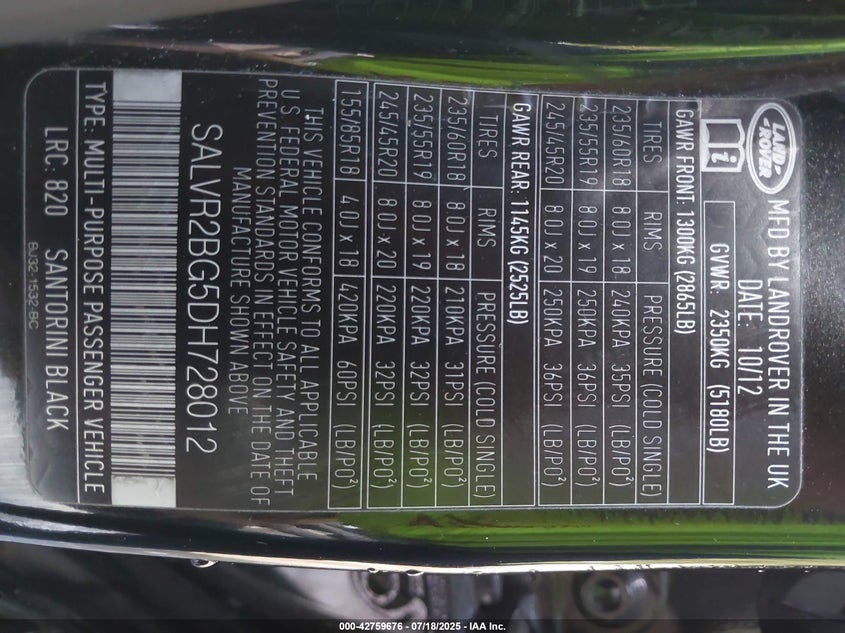 LAND ROVER
MFD BY LANDROVER IN THE UK
DATE: 10/12
GVWR: 2350KG (5180LB)
GAWR FRONT: 1300KG (2865LB)
TIRES RIMS PRESSURE (COLD SINGLE)
235/60R18 8.0J x 18 240KPA 35PSI (LB/PO²)
235/55R19 8.0J x 19 250KPA 36PSI (LB/PO²)
245/45R20 8.0J x 20 250KPA 36PSI (LB/PO²)
GAWR REAR: 1145KG (2525LB)
TIRES RIMS PRESSURE (COLD SINGLE)
235/60R18 8.0J x 18 210KPA 31PSI (LB/PO²)
235/55R19 8.0J x 19 220KPA 32PSI (LB/PO²)
245/45R20 8.0J x 20 220KPA 32PSI (LB/PO²)
155/85R18 4.0J x 18 420KPA 60PSI (LB/PO²)
THIS VEHICLE CONFORMS TO ALL APPLICABLE
U.S. FEDERAL MOTOR VEHICLE SAFETY AND THEFT
PREVENTION STANDARDS IN EFFECT ON THE DATE OF
MANUFACTURE SHOWN ABOVE
SALVR2BG5DH728012
TYPE: MULTI-PURPOSE PASSENGER VEHICLE
LRC: 820 SANTORINI BLACK
BJ32-1532-BC
000-42759676 - 07/18/2025 - IAA Inc.